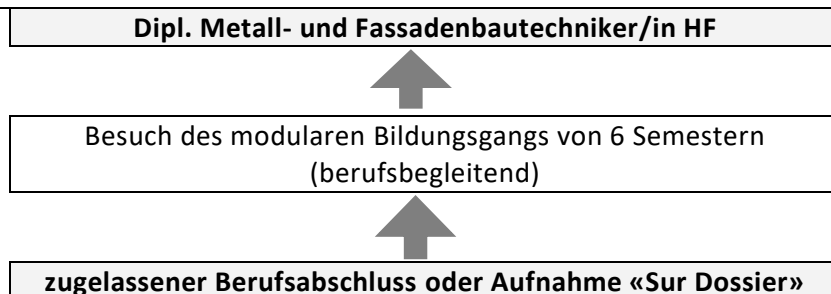 Dipl. Metall- und Fassadenbautechniker/in HF
Besuch des modularen Bildungsgangs von 6 Semestern
(berufsbegleitend)
zugelassener Berufsabschluss oder Aufnahme «Sur Dossier»